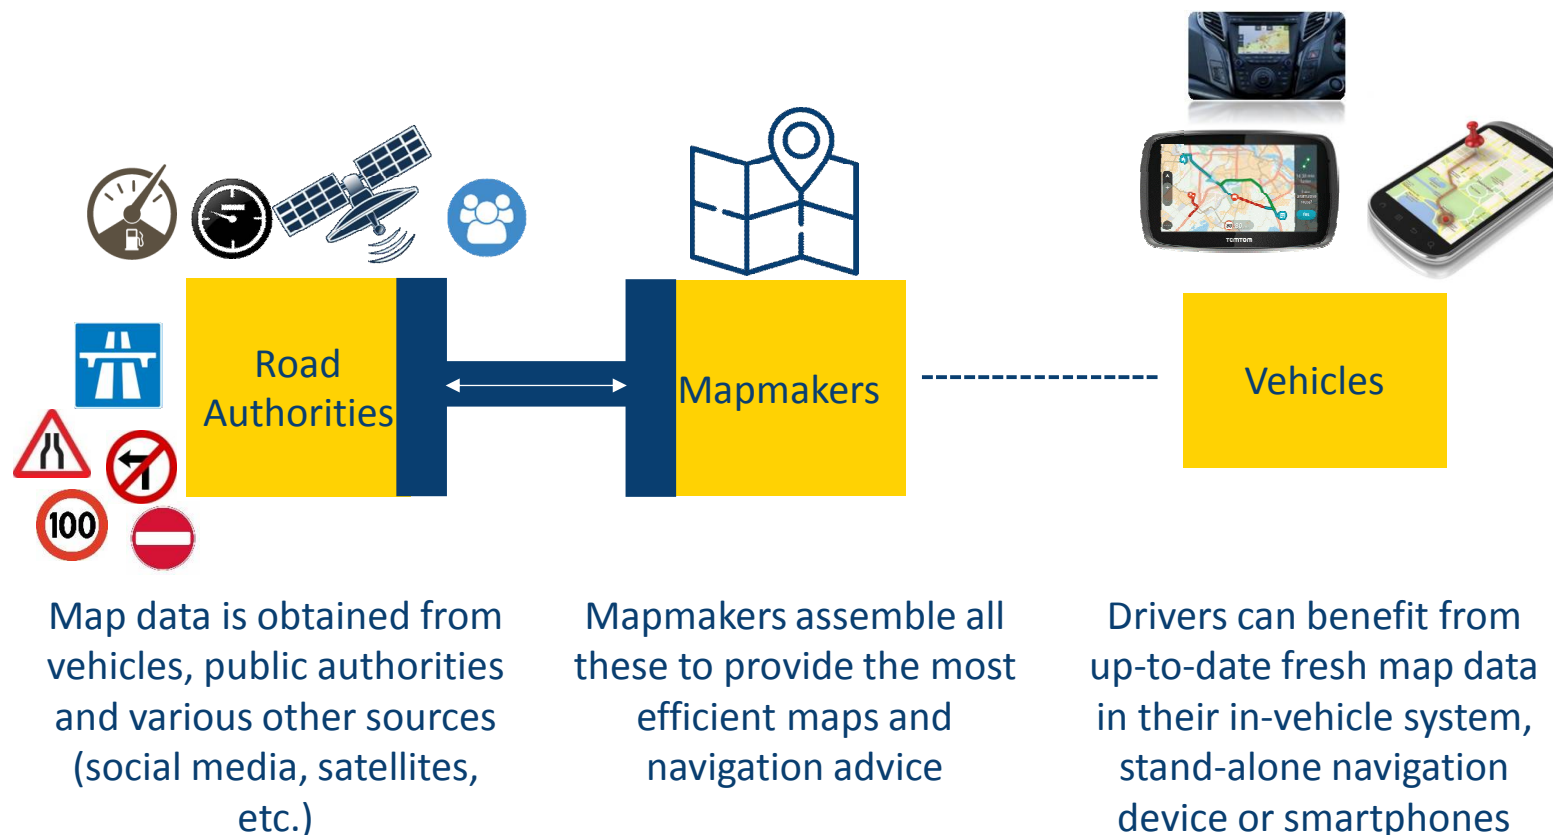 TOMTOM
100
Road
Authorities
Mapmakers
Vehicles
Map data is obtained from
vehicles, public authorities
and various other sources
(social media, satellites,
etc.)
Mapmakers assemble all
these to provide the most
efficient maps and
navigation advice
Drivers can benefit from
up-to-date fresh map data
in their in-vehicle system,
stand-alone navigation
device or smartphones